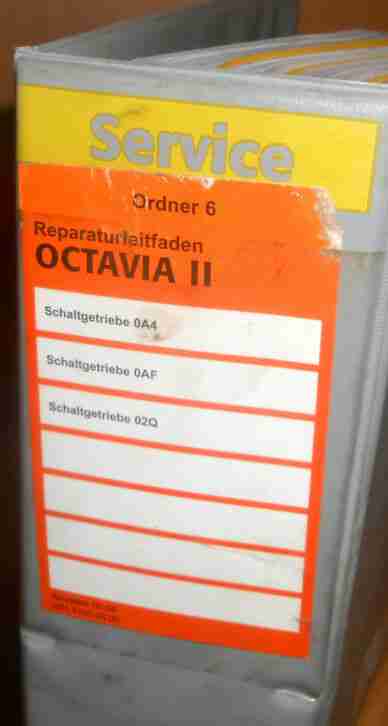 Service
Ordner 6
Reparaturleitfaden
OCTAVIA II
Schaltgetriebe 0A4
Schaltgetriebe 0AF
Schaltgetriebe 02Q